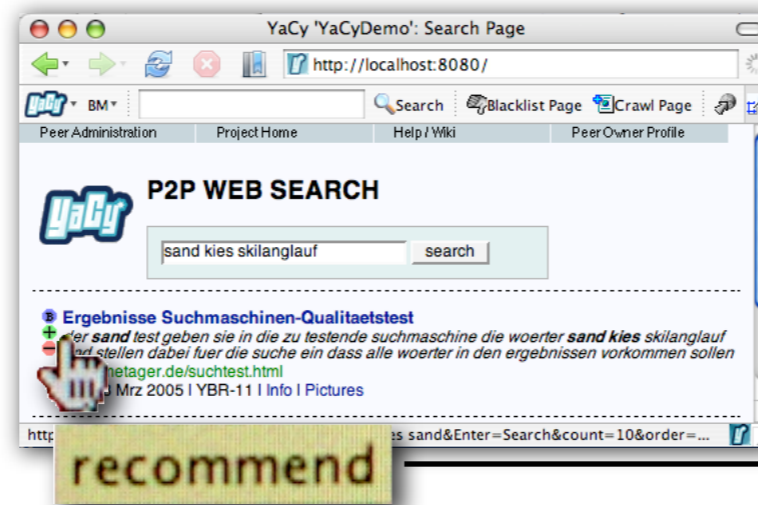 YaCy 'YaCyDemo': Search Page
http://localhost:8080/
YaCy BM Search Blacklist Page Crawl Page
Peer Administration Project Home Help / Wiki Peer Owner Profile
YaCy
P2P WEB SEARCH
sand kies skilanglauf search
Ergebnisse Suchmaschinen-Qualitaetstest
der sand test geben sie in die zu testende suchmaschine die woerter sand kies skilanglauf
und stellen dabei fuer die suche ein dass alle woerter in den ergebnissen vorkommen sollen
metager.de/suchtest.html
Mrz 2005 | YBR-11 | Info | Pictures
sand&Enter=Search&count=10&order=...
recommend